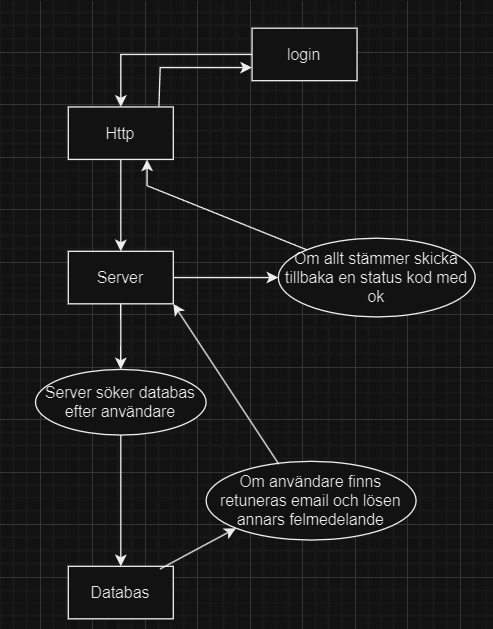 login
Http
Om allt stämmer skicka
tillbaka en status kod med
ok
Server
Server söker databas
efter användare
Om användare finns
retuneras email och lösen
annars felmedelande
Databas